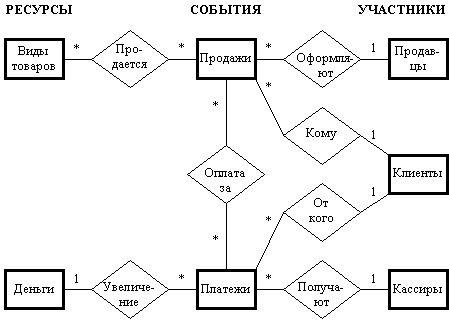 РЕСУРСЫ СОБЫТИЯ УЧАСТНИКИ
Виды
товаров
*
Про-
дается
*
Продажи
*
Оформля-
ют
1
Продав-
цы
*
*
Кому
1
Оплата
за
Клиенты
От
кого
1
*
*
Деньги
1
Увеличе-
ние
*
Платежи
*
Получа-
ют
1
Кассиры